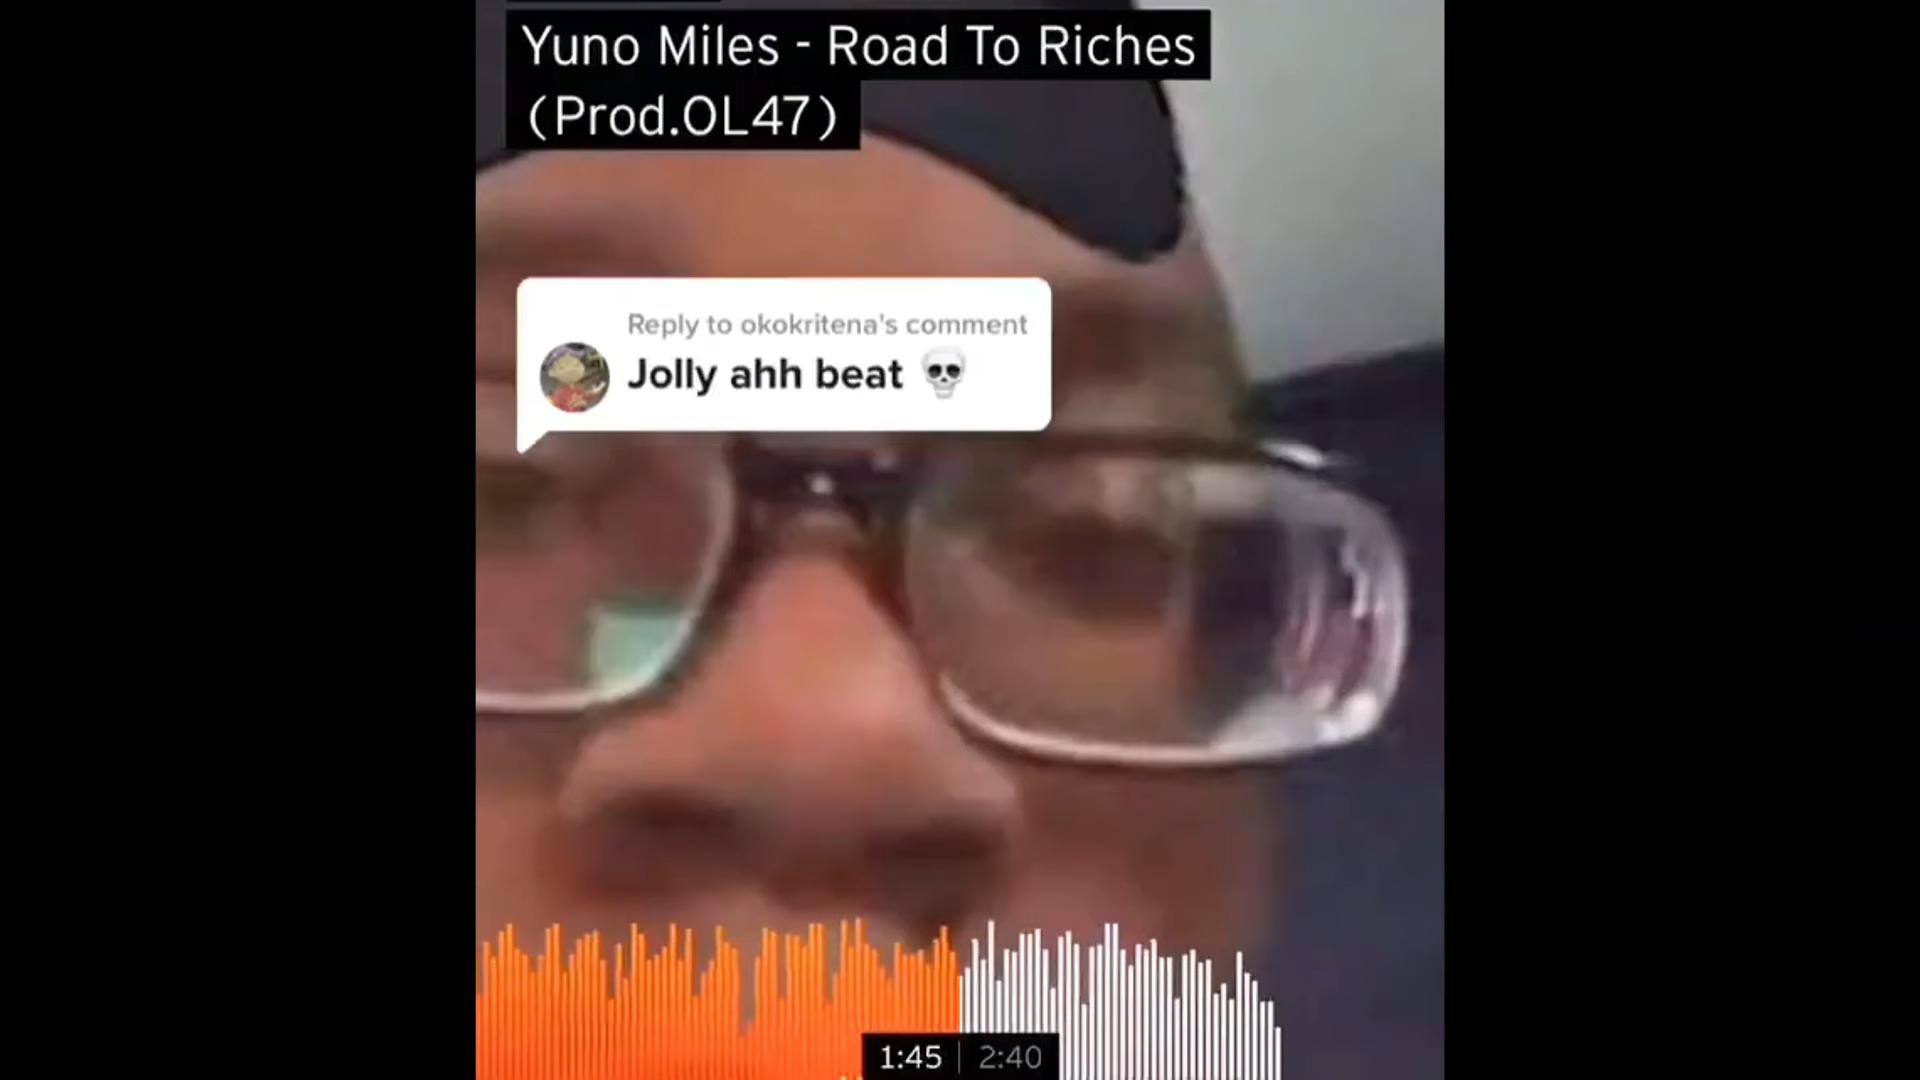 Yuno Miles - Road To Riches
(Prod.OL47)
Reply to okokritena's comment
Jolly ahh beat 💀
1:45 | 2:40